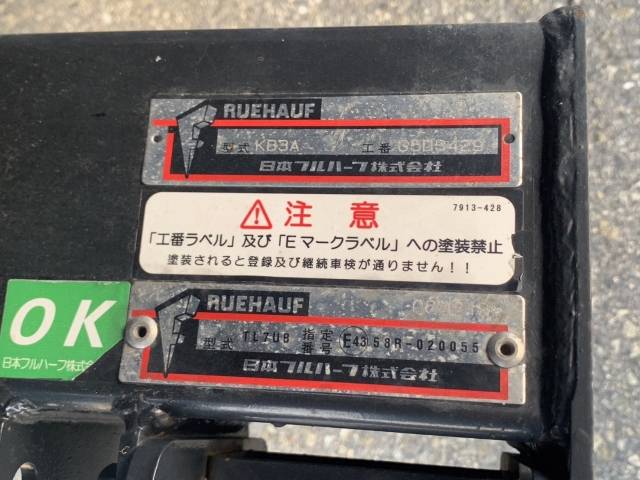 RUEHAUF
型式 KB3A 工番
日本フルハーフ株式会社
7913-428
⚠注意
「工番ラベル」及び「Eマークラベル」への塗装禁止
塗装されると登録及び継続車検が通りません!!
RUEHAUF
型式 TL7UB 指定番号 E43 58R-020055
日本フルハーフ株式会社
OK
日本フルハーフ株式会